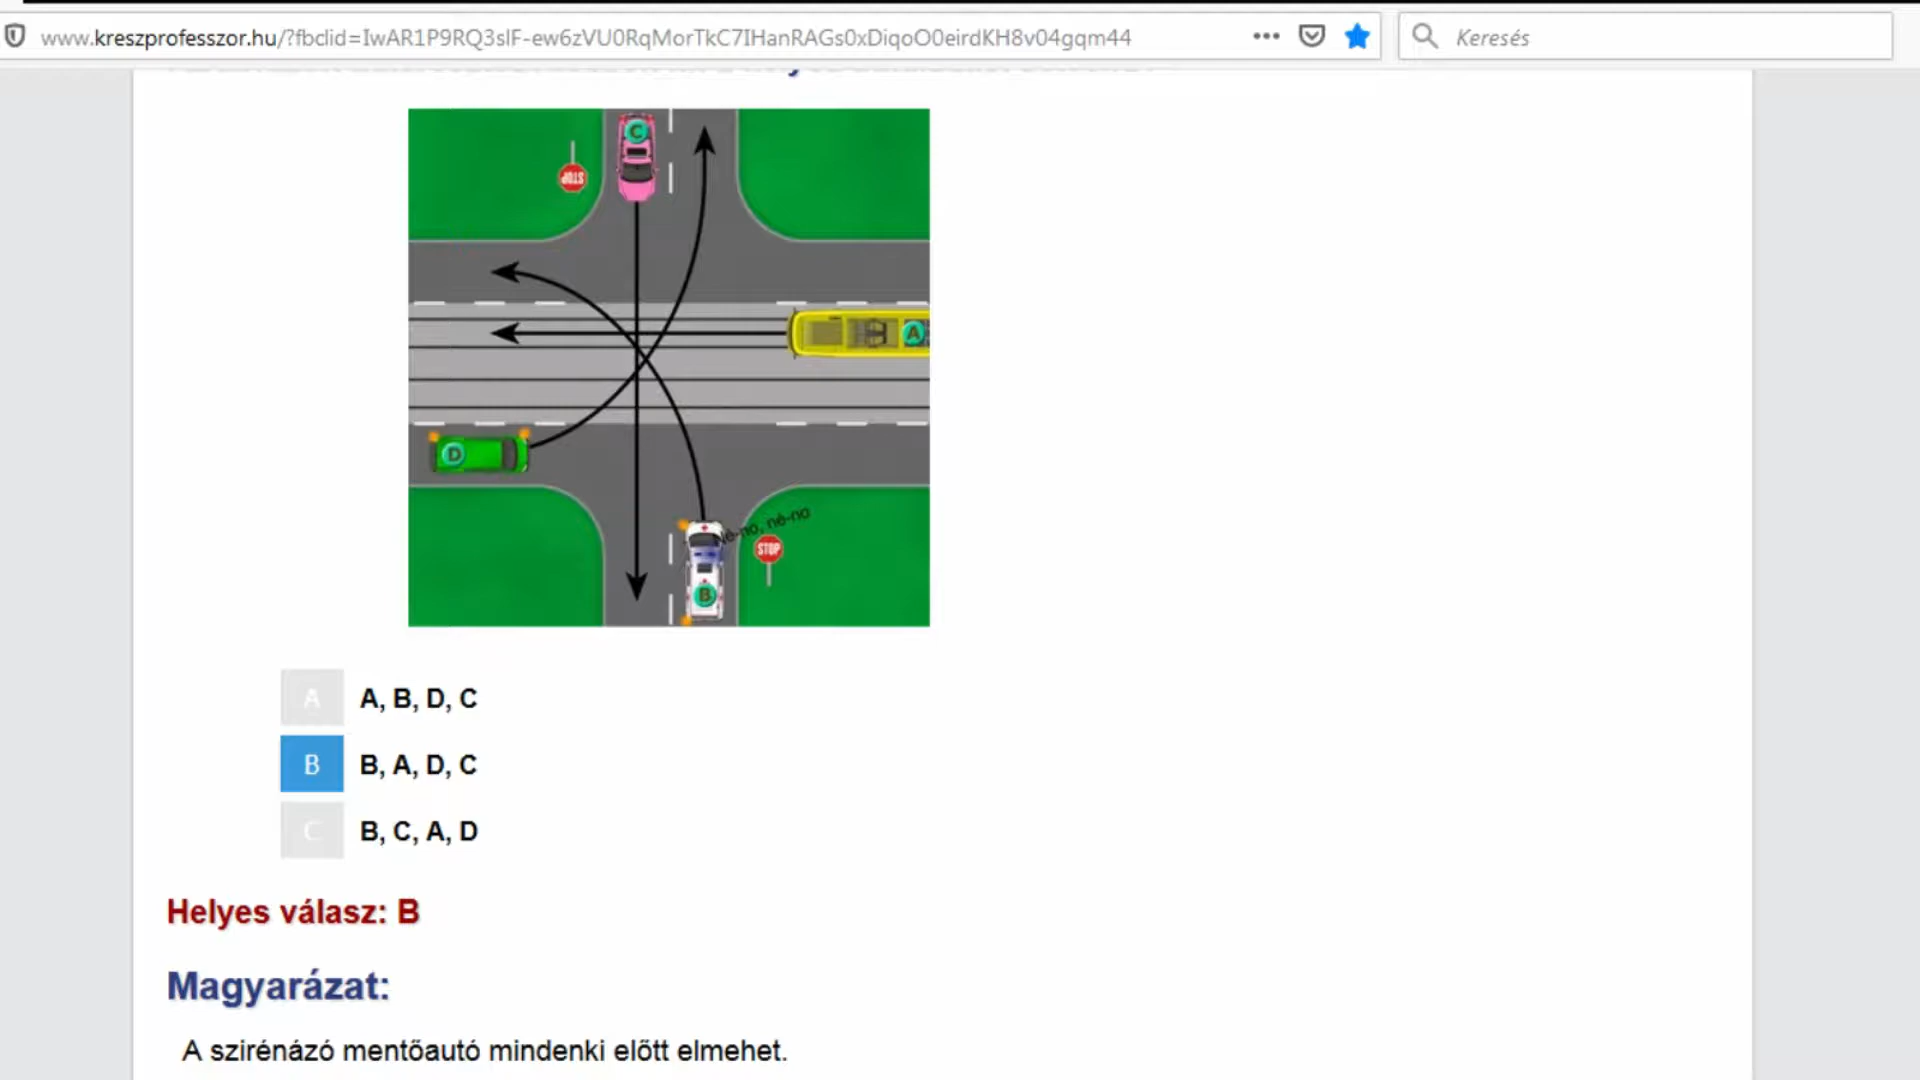 www.kreszprofesszor.hu/?fbclid=IwAR1P9RQ3slF-ew6zVU0RqMorTkC7IHanRAGs0xDiqoO0eirdKH8v04gqm44
Keresés
C
STOP
A
D
Né-no, né-no
STOP
B
A A, B, D, C
B B, A, D, C
C B, C, A, D
Helyes válasz: B
Magyarázat:
A szirénázó mentőautó mindenki előtt elmehet.